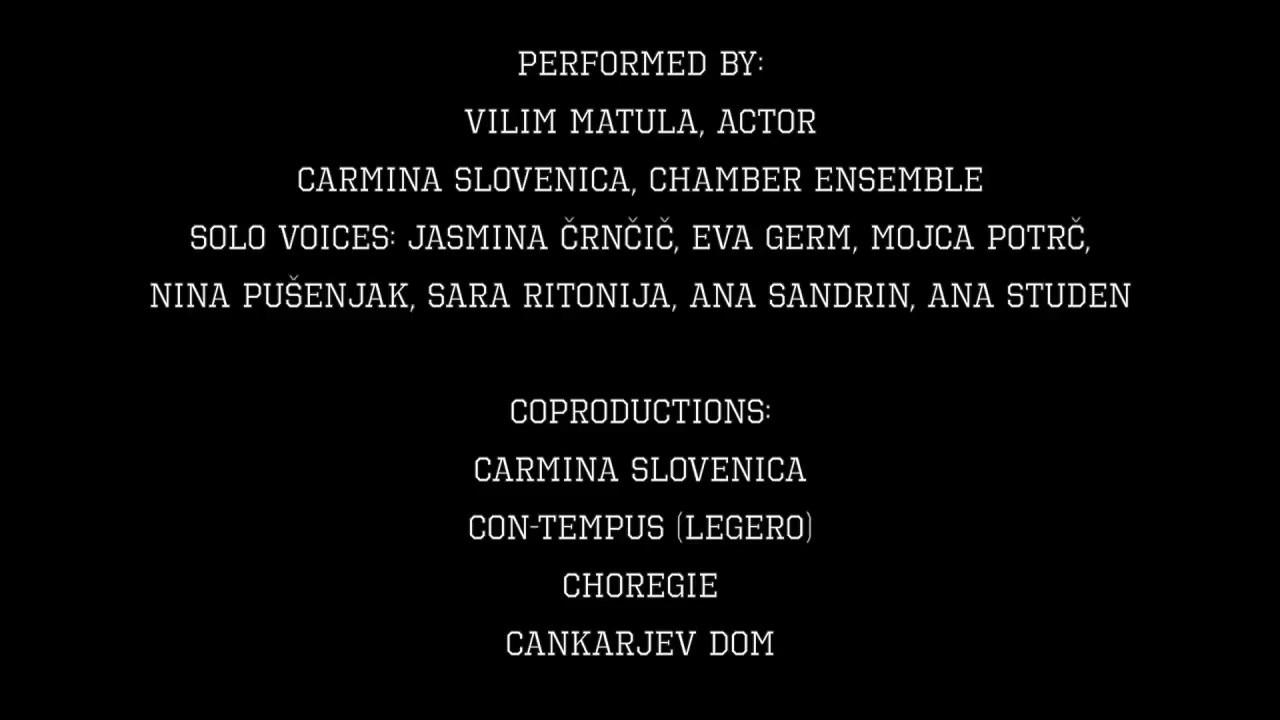 PERFORMED BY:
VILIM MATULA, ACTOR
CARMINA SLOVENICA, CHAMBER ENSEMBLE
SOLO VOICES: JASMINA ČRNČIČ, EVA GERM, MOJCA POTRČ,
NINA PUŠENJAK, SARA RITONIJA, ANA SANDRIN, ANA STUDEN
COPRODUCTIONS:
CARMINA SLOVENICA
CON-TEMPUS (LEGERO)
CHOREGIE
CANKARJEV DOM